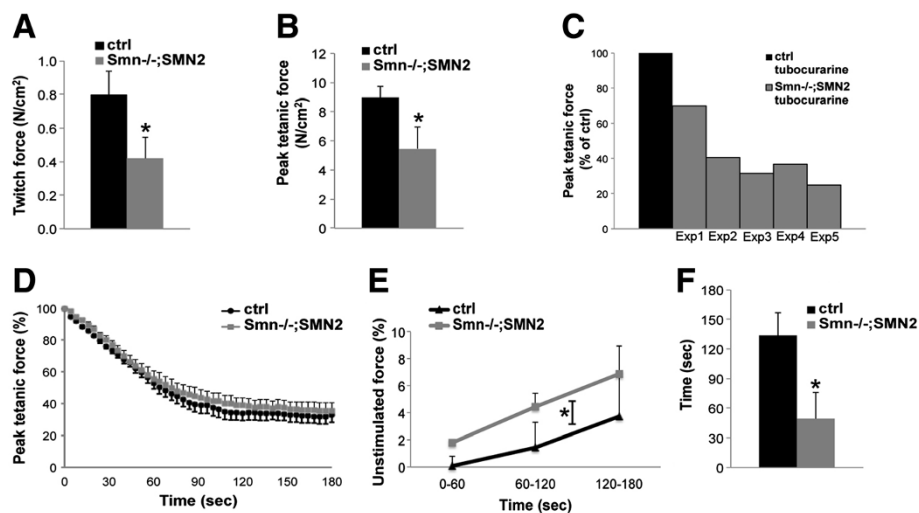 A
ctrl
Smn-/-;SMN2
Twitch force (N/cm²)
1.0
0.8
0.6
0.4
0.2
0.0
*
B
ctrl
Smn-/-;SMN2
Peak tetanic force
(N/cm²)
12
10
8
6
4
2
0
*
C
ctrl
tubocurarine
Smn-/-;SMN2
tubocurarine
Peak tetanic force
(% of ctrl)
100
80
60
40
20
0
Exp1 Exp2 Exp3 Exp4 Exp5
D
ctrl
Smn-/-;SMN2
Peak tetanic force (%)
100
80
60
40
20
0
0 30 60 90 120 150 180
Time (sec)
E
ctrl
Smn-/-;SMN2
Unstimulated force (%)
10
8
6
4
2
0
*
0-60 60-120 120-180
Time (sec)
F
ctrl
Smn-/-;SMN2
Time (sec)
180
150
120
90
60
30
0
*